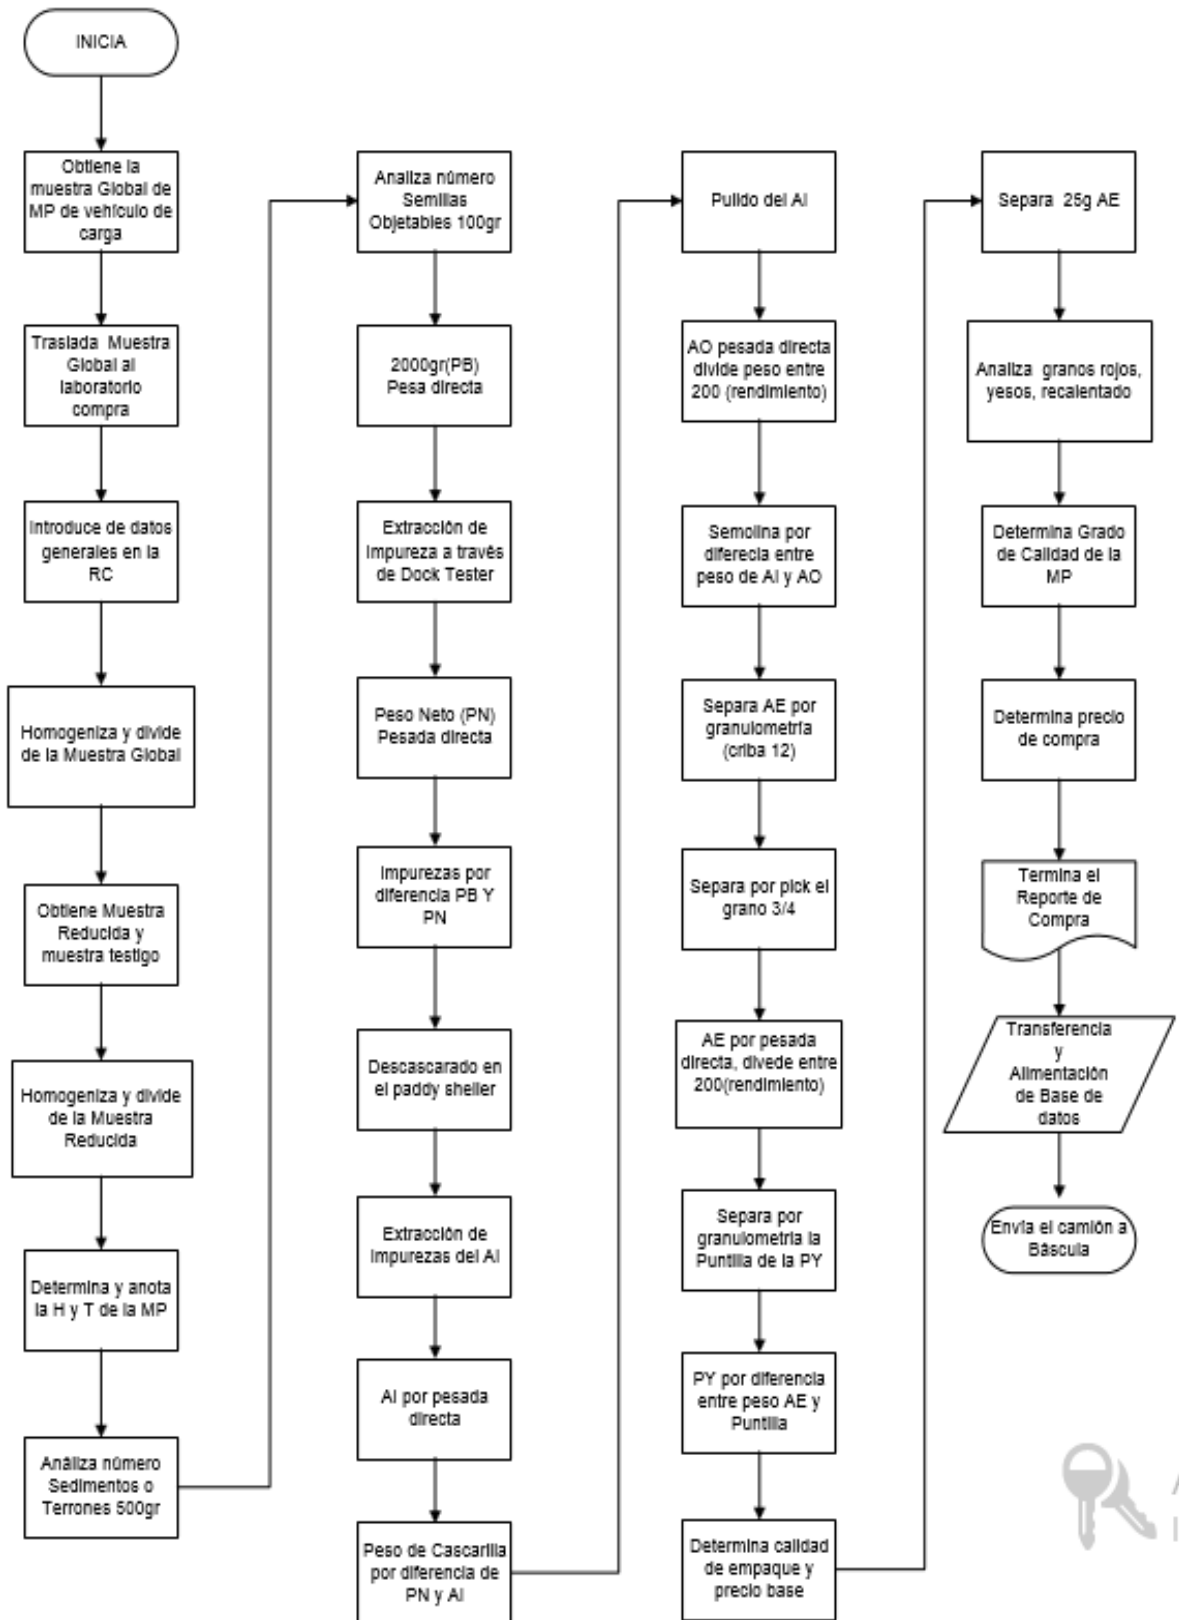 INICIA
Obtiene la
muestra Global de
MP de vehículo de
carga
Traslada Muestra
Global al
laboratorio
compra
Introduce de datos
generales en la
RC
Homogeniza y divide
de la Muestra Global
Obtiene Muestra
Reducida y
muestra testigo
Homogeniza y divide
de la Muestra
Reducida
Determina y anota
la H y T de la MP
Análiza número
Sedimentos o
Terrones 500gr
Analiza número
Semillas
Objetables 100gr
2000gr(PB)
Pesa directa
Extracción de
Impureza a través
de Dock Tester
Peso Neto (PN)
Pesada directa
Impurezas por
diferencia PB Y
PN
Descascarado en
el paddy sheller
Extracción de
Impurezas del AI
AI por pesada
directa
Peso de Cascarilla
por diferencia de
PN y AI
Pulido del AI
AO pesada directa
divide peso entre
200 (rendimiento)
Semolina por
diferecia entre
peso de AI y AO
Separa AE por
granulometría
(criba 12)
Separa por pick el
grano 3/4
AE por pesada
directa, divede entre
200(rendimiento)
Separa por
granulometría la
Puntilla de la PY
PY por diferencia
entre peso AE y
Puntilla
Determina calidad
de empaque y
precio base
Separa 25g AE
Analiza granos rojos,
yesos, recalentado
Determina Grado
de Calidad de la
MP
Determina precio
de compra
Termina el
Reporte de
Compra
Transferencia
y
Alimentación
de Base de
datos
Envía el camión a
Báscula